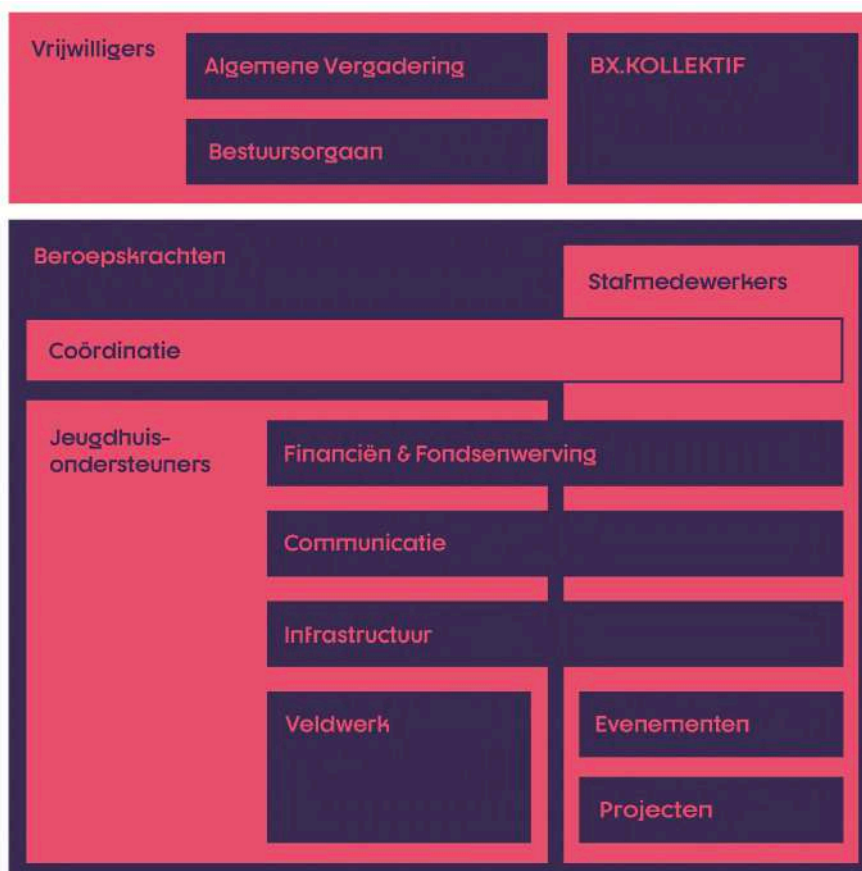 Vrijwilligers
Algemene Vergadering
BX.KOLLEKTIF
Bestuursorgaan
Beroepskrachten
Stafmedewerkers
Coördinatie
Jeugdhuis-
ondersteuners
Financiën & Fondsenwerving
Communicatie
Infrastructuur
Veldwerk
Evenementen
Projecten